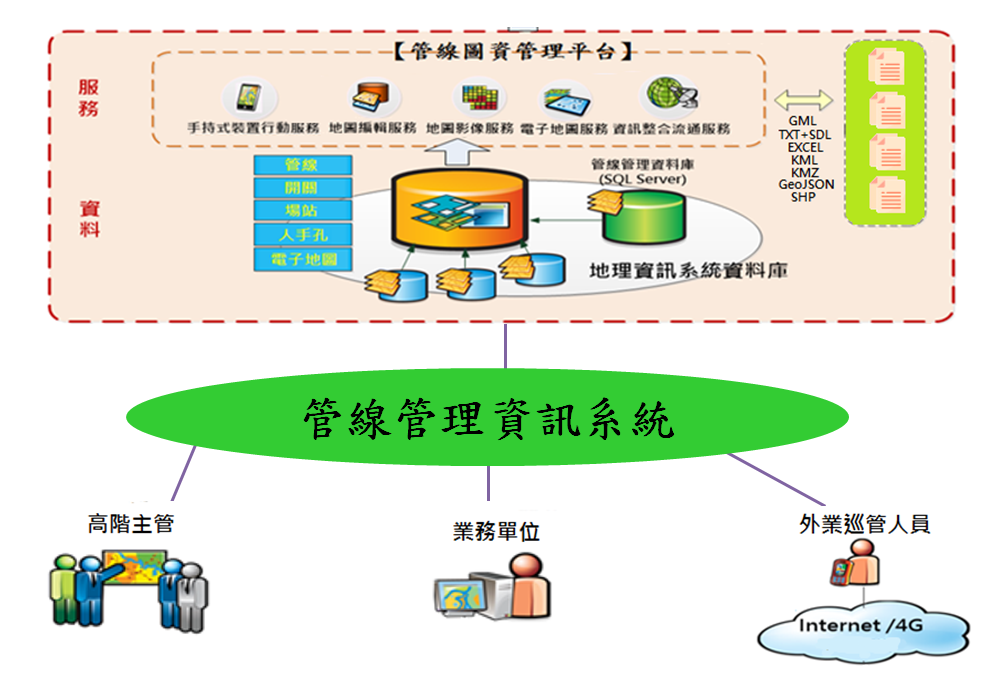 【管線圖資管理平台】
服務
手持式裝置行動服務
地圖編輯服務
地圖影像服務
電子地圖服務
資訊整合流通服務
GML
TXT+SDL
EXCEL
KML
KMZ
GeoJSON
SHP
資料
管線
開關
場站
人手孔
電子地圖
管線管理資料庫
(SQL Server)
地理資訊系統資料庫
管線管理資訊系統
高階主管
業務單位
外業巡管人員
Internet /4G